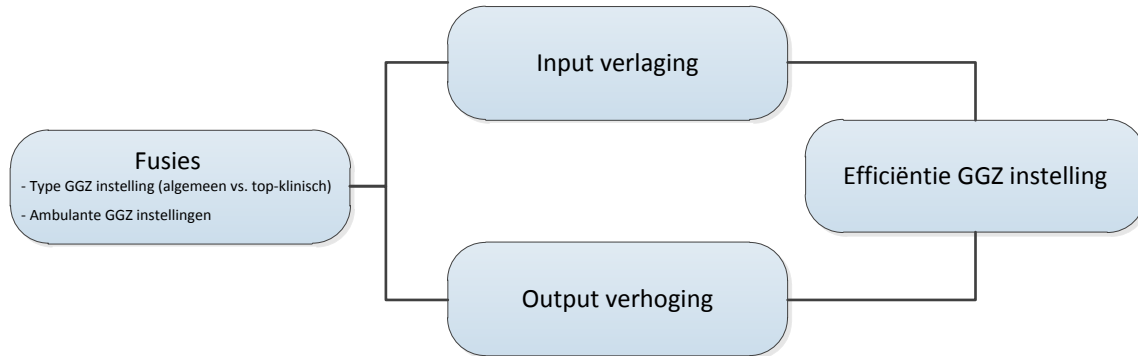 Fusies
- Type GGZ instelling (algemeen vs. top-klinisch)
- Ambulante GGZ instellingen
Input verlaging
Output verhoging
Efficiëntie GGZ instelling